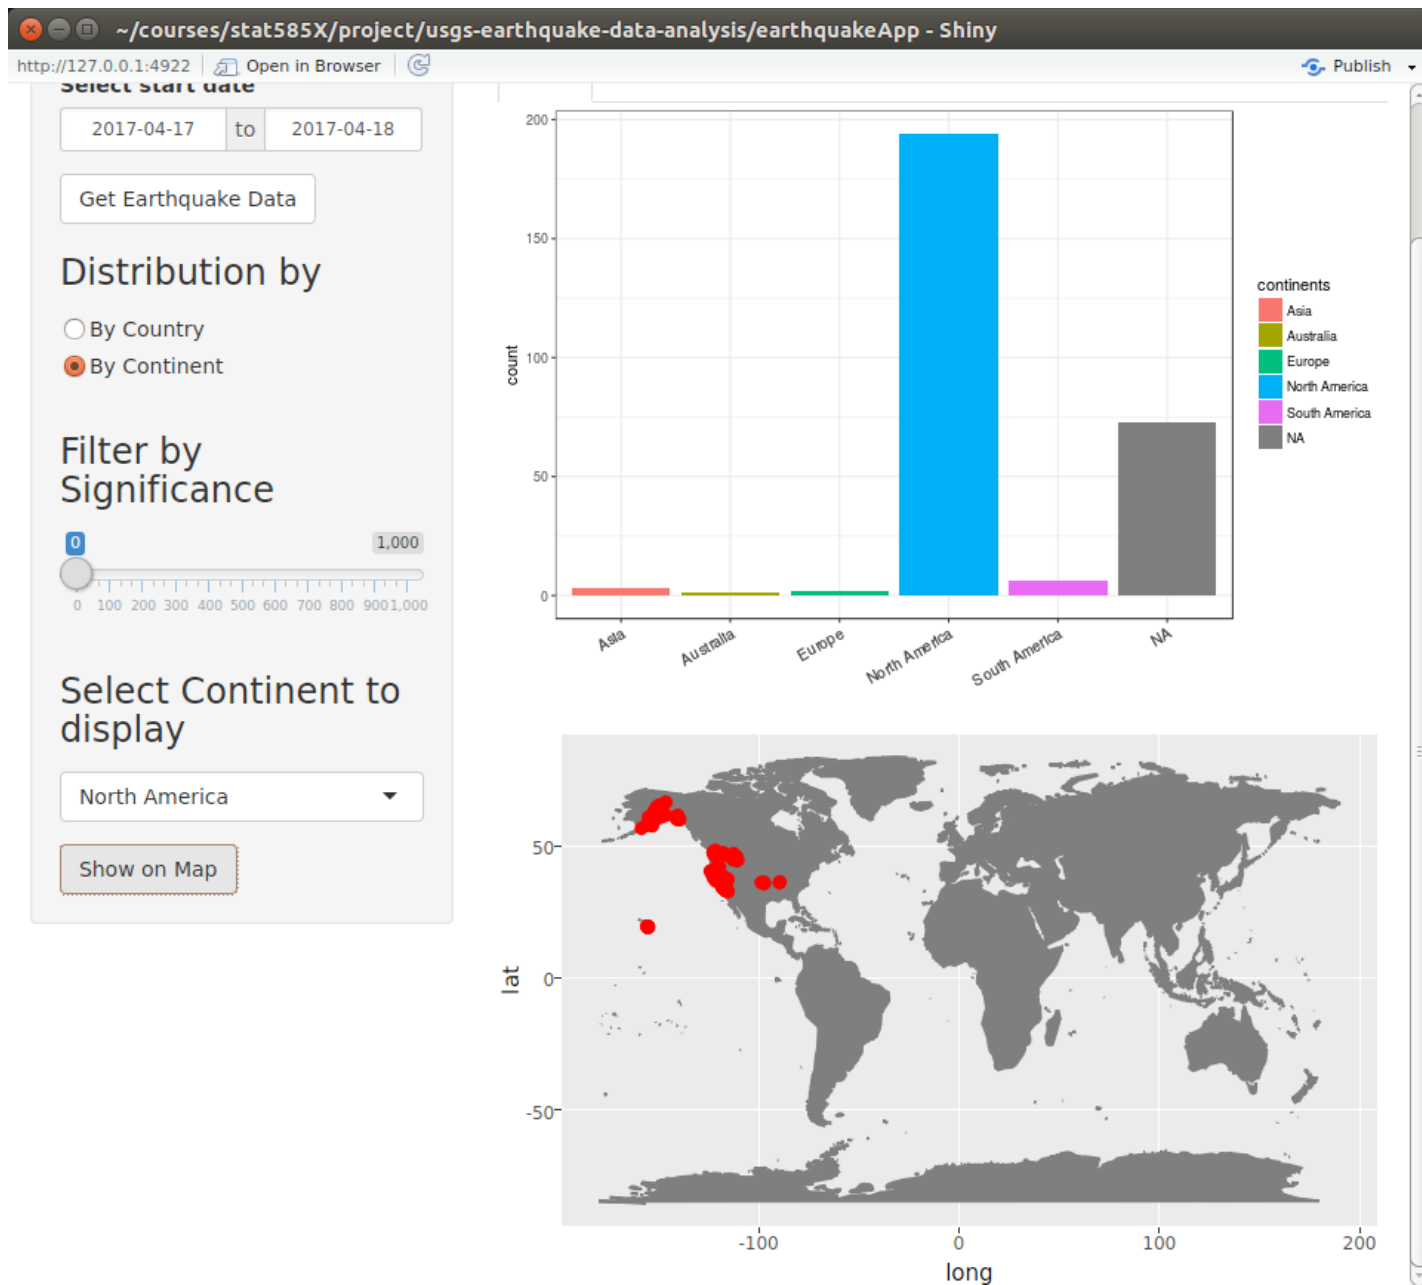 ~/courses/stat585X/project/usgs-earthquake-data-analysis/earthquakeApp - Shiny
http://127.0.0.1:4922 Open in Browser Publish
Select start date
2017-04-17 to 2017-04-18
Get Earthquake Data
Distribution by
By Country
By Continent
Filter by
Significance
0 1,000
0 100 200 300 400 500 600 700 800 900 1,000
Select Continent to
display
North America
Show on Map
200
150
100
50
0
count
Asia Australia Europe North America South America NA
continents
Asia
Australia
Europe
North America
South America
NA
50
0
-50
lat
-100 0 100 200
long